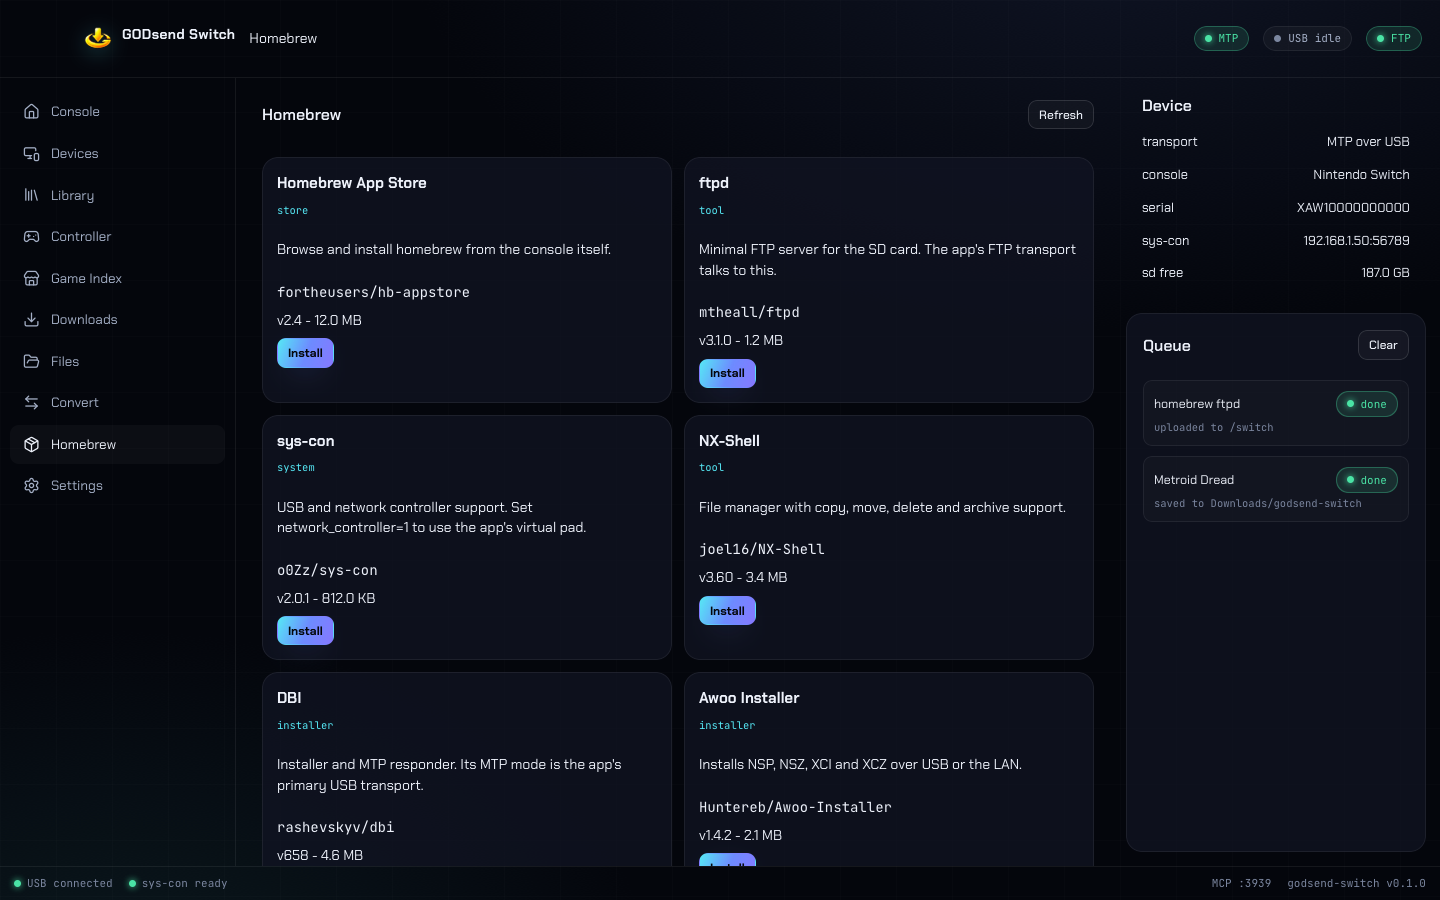 GODsend Switch
Homebrew
MTP
USB idle
FTP
Console
Devices
Library
Controller
Game Index
Downloads
Files
Convert
Homebrew
Settings
Homebrew
Refresh
Homebrew App Store
store
Browse and install homebrew from the console itself.
fortheusers/hb-appstore
v2.4 - 12.0 MB
Install
ftpd
tool
Minimal FTP server for the SD card. The app's FTP transport
talks to this.
mtheall/ftpd
v3.1.0 - 1.2 MB
Install
sys-con
system
USB and network controller support. Set
network_controller=1 to use the app's virtual pad.
o0Zz/sys-con
v2.0.1 - 812.0 KB
Install
NX-Shell
tool
File manager with copy, move, delete and archive support.
joel16/NX-Shell
v3.60 - 3.4 MB
Install
DBI
installer
Installer and MTP responder. Its MTP mode is the app's
primary USB transport.
rashevskyv/dbi
v658 - 4.6 MB
Awoo Installer
installer
Installs NSP, NSZ, XCI and XCZ over USB or the LAN.
Huntereb/Awoo-Installer
v1.4.2 - 2.1 MB
Install
Device
transport MTP over USB
console Nintendo Switch
serial XAW10000000000
sys-con 192.168.1.50:56789
sd free 187.0 GB
Queue
Clear
homebrew ftpd
done
uploaded to /switch
Metroid Dread
done
saved to Downloads/godsend-switch
USB connected
sys-con ready
MCP :3939
godsend-switch v0.1.0